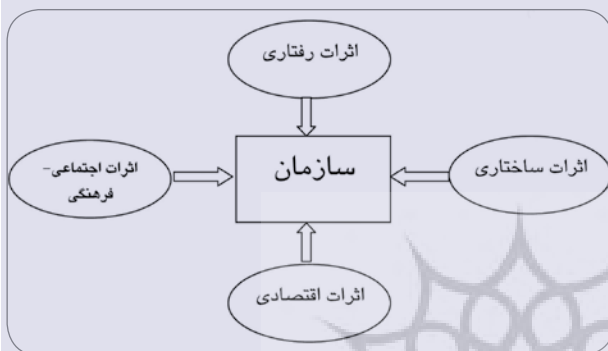 اثرات رفتاری
اثرات ساختاری
سازمان
اثرات اجتماعی-
فرهنگی
اثرات اقتصادی